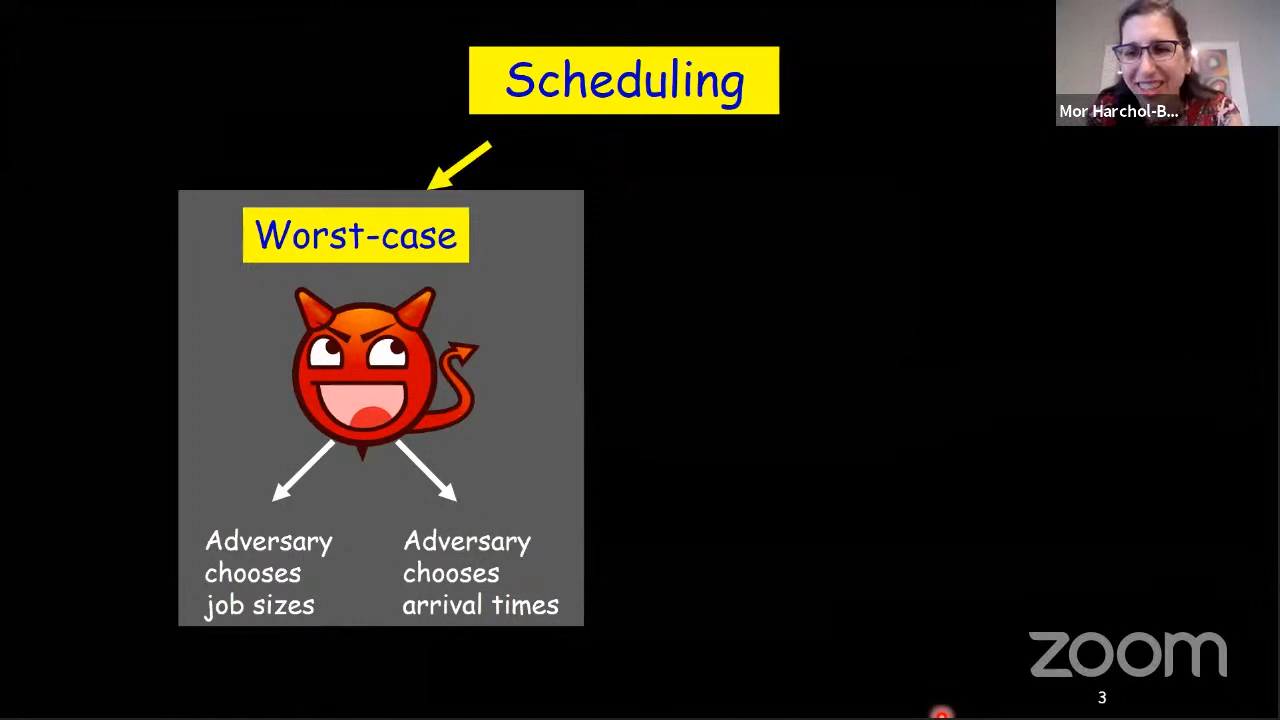 Scheduling
Mor Harchol-B...
Worst-case
Adversary
chooses
job sizes
Adversary
chooses
arrival times
zoom
3